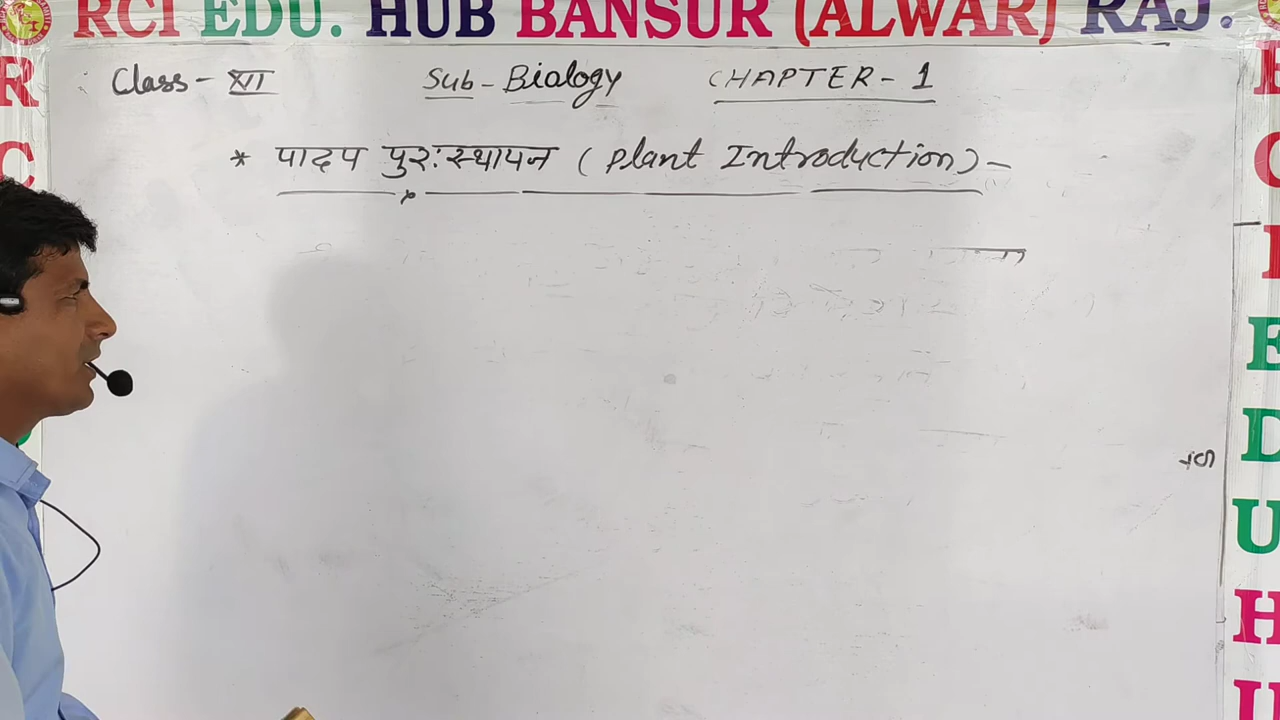 RCI EDU. HUB BANSUR (ALWAR) RAJ.
Class - XII Sub - Biology CHAPTER - 1
* पादप पुरःस्थापन ( Plant Introduction ) -
R
C
E
C
I
E
D
U
H
U